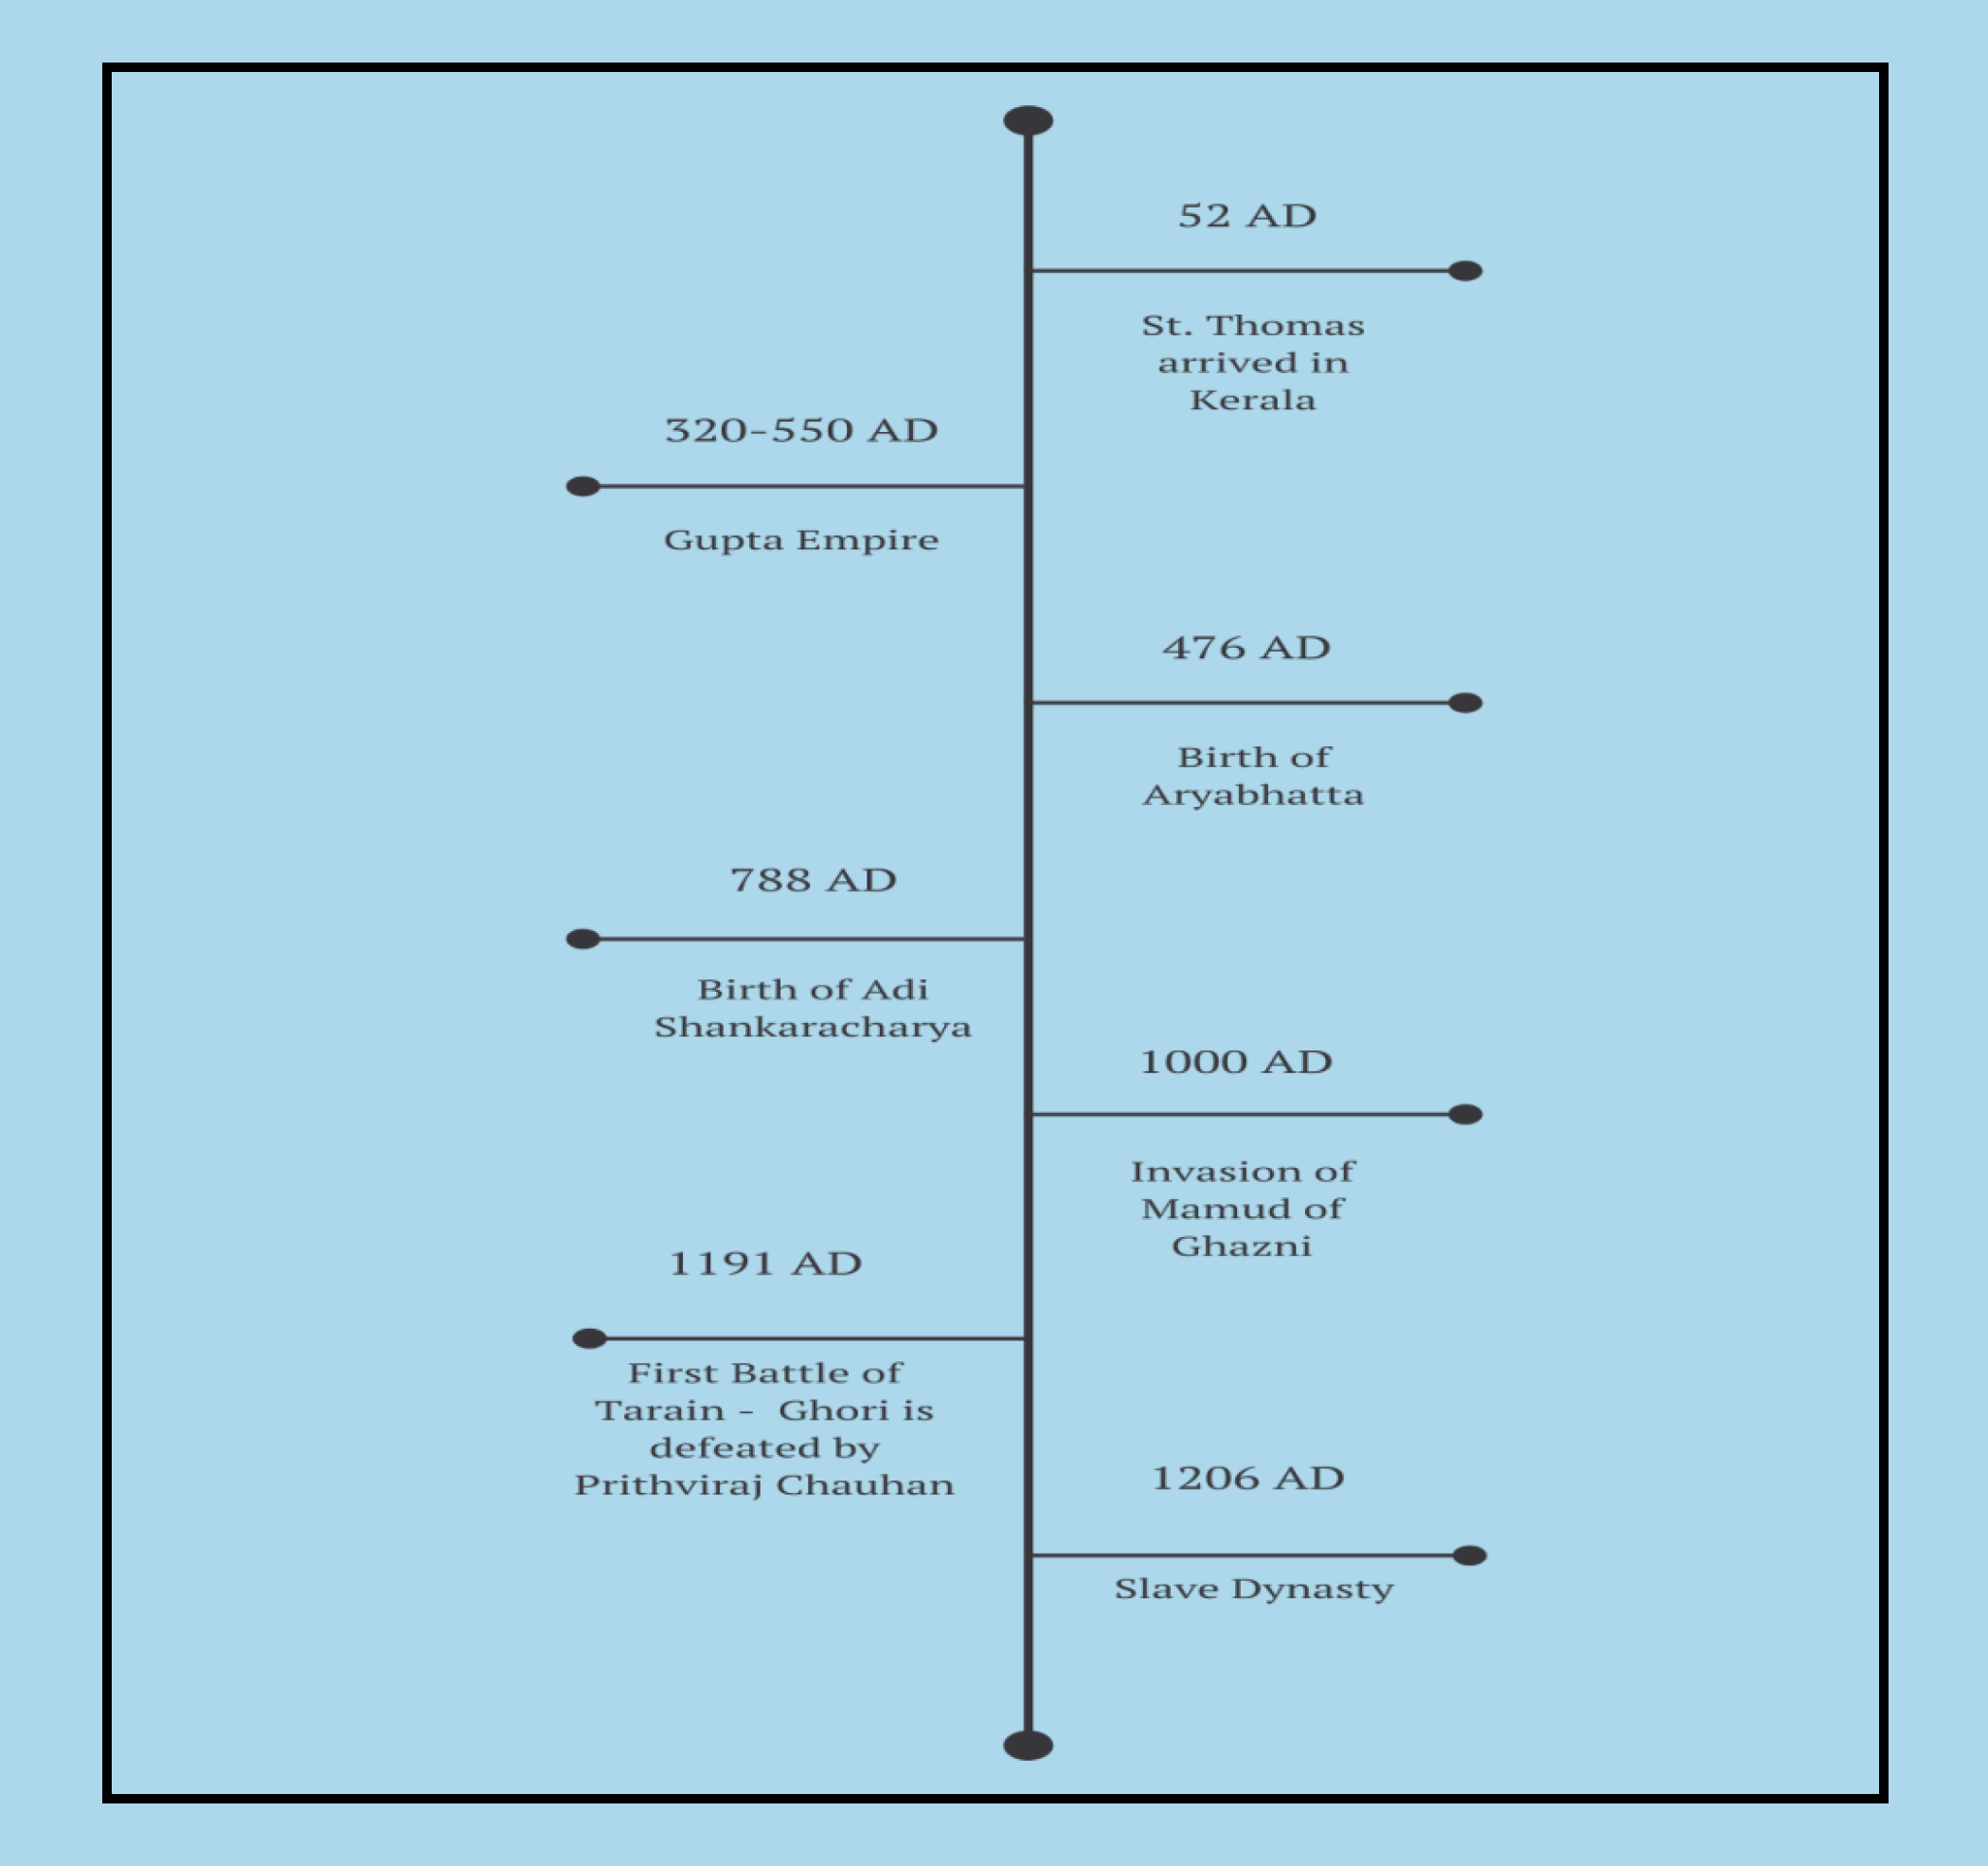 52 AD
St. Thomas
arrived in
Kerala
320-550 AD
Gupta Empire
476 AD
Birth of
Aryabhatta
788 AD
Birth of Adi
Shankaracharya
1000 AD
Invasion of
Mamud of
Ghazni
1191 AD
First Battle of
Tarain -  Ghori is
defeated by
Prithviraj Chauhan
1206 AD
Slave Dynasty